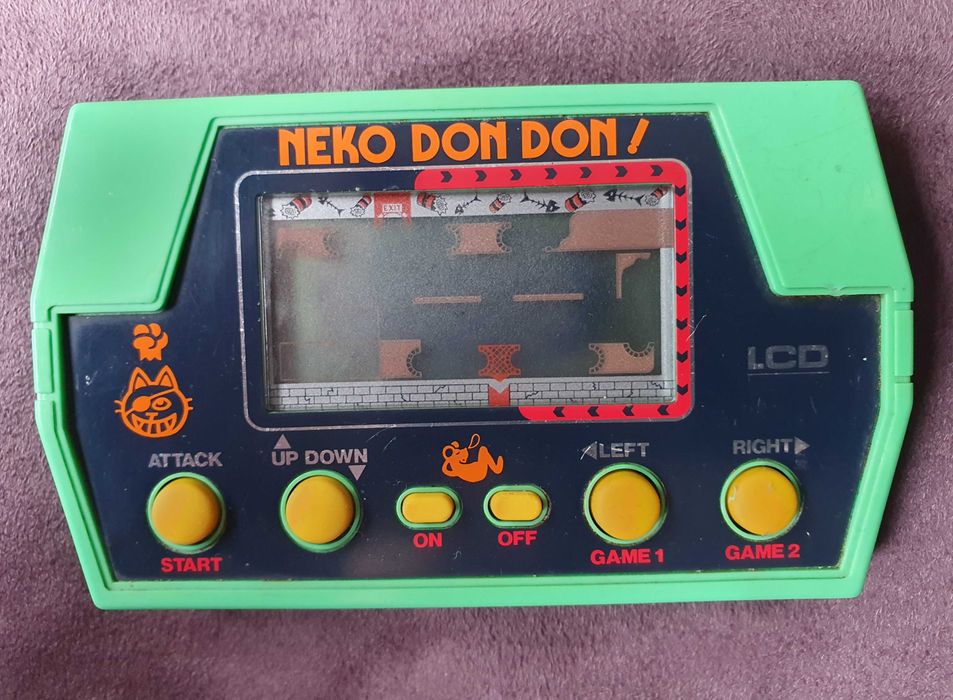 NEKO DON DON!
EXIT
LCD
ATTACK
UP DOWN
LEFT
RIGHT
ON
OFF
START
GAME 1
GAME 2